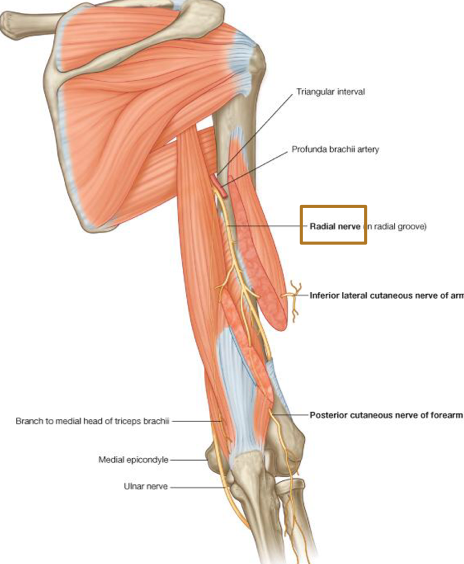 Triangular interval
Profunda brachii artery
Radial nerve (in radial groove)
Inferior lateral cutaneous nerve of arm
Branch to medial head of triceps brachii
Posterior cutaneous nerve of forearm
Medial epicondyle
Ulnar nerve